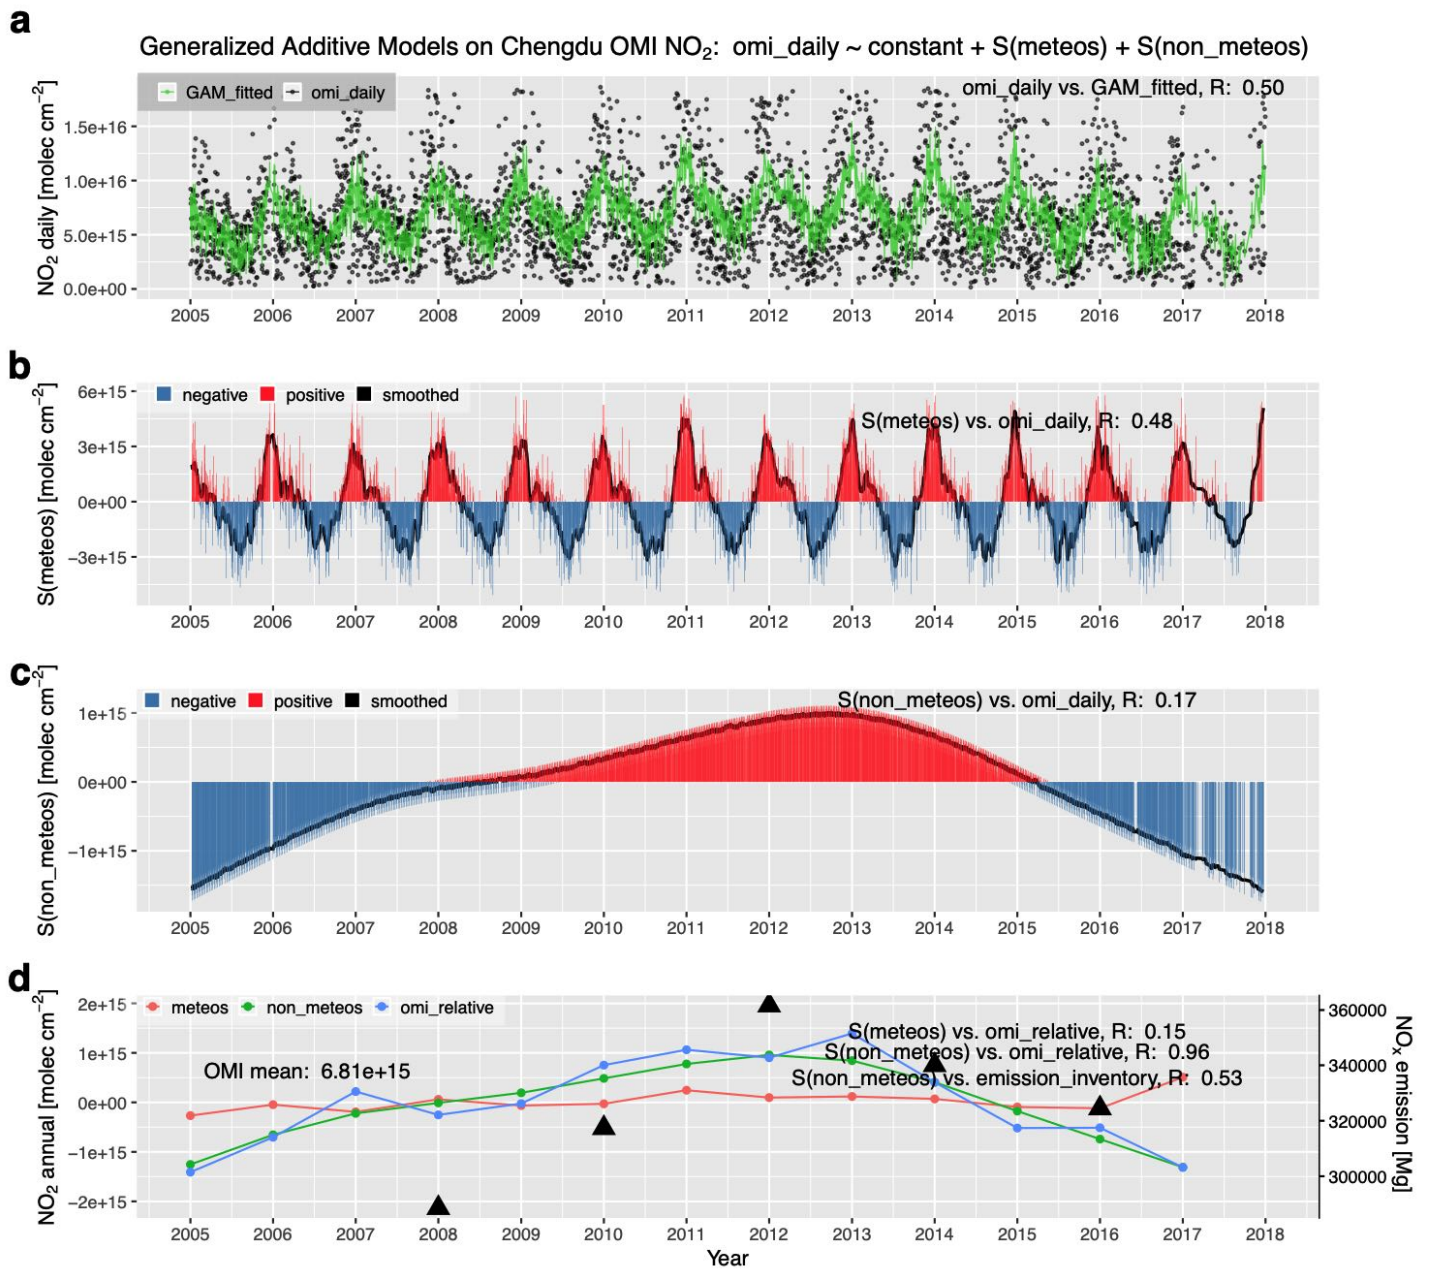 a
Generalized Additive Models on Chengdu OMI NO₂: omi_daily ~ constant + S(meteos) + S(non_meteos)
NO₂ daily [molec cm⁻²]
GAM_fitted omi_daily
omi_daily vs. GAM_fitted, R: 0.50
1.5e+16
1.0e+16
5.0e+15
0.0e+00
2005 2006 2007 2008 2009 2010 2011 2012 2013 2014 2015 2016 2017 2018
b
S(meteos) [molec cm⁻²]
negative positive smoothed
S(meteos) vs. omi_daily, R: 0.48
6e+15
3e+15
0e+00
−3e+15
2005 2006 2007 2008 2009 2010 2011 2012 2013 2014 2015 2016 2017 2018
c
S(non_meteos) [molec cm⁻²]
negative positive smoothed
S(non_meteos) vs. omi_daily, R: 0.17
1e+15
0e+00
−1e+15
2005 2006 2007 2008 2009 2010 2011 2012 2013 2014 2015 2016 2017 2018
d
NO₂ annual [molec cm⁻²]
meteos non_meteos omi_relative
OMI mean: 6.81e+15
S(meteos) vs. omi_relative, R: 0.15
S(non_meteos) vs. omi_relative, R: 0.96
S(non_meteos) vs. emission_inventory, R: 0.53
2e+15
1e+15
0e+00
−1e+15
−2e+15
360000
340000
320000
300000
NOₓ emission [Mg]
2005 2006 2007 2008 2009 2010 2011 2012 2013 2014 2015 2016 2017 2018
Year